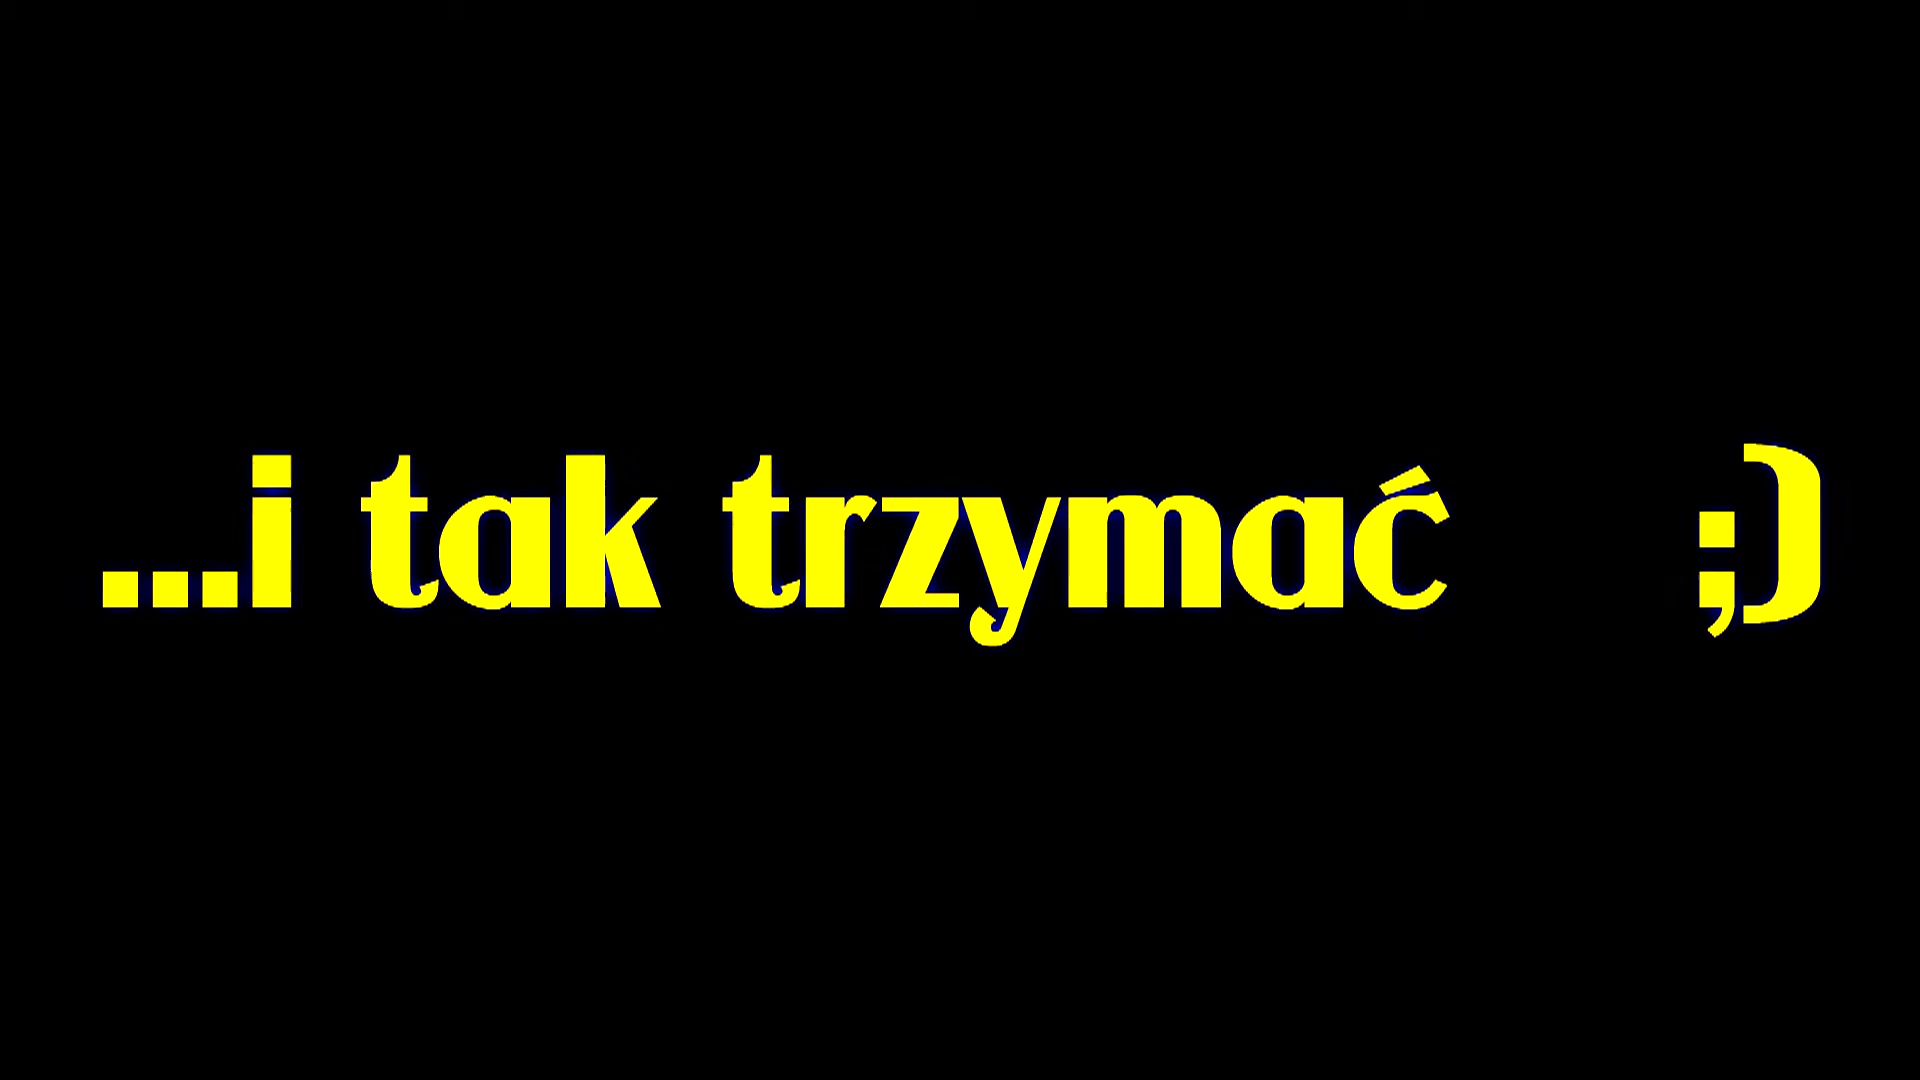 ...i tak trzymać ;)